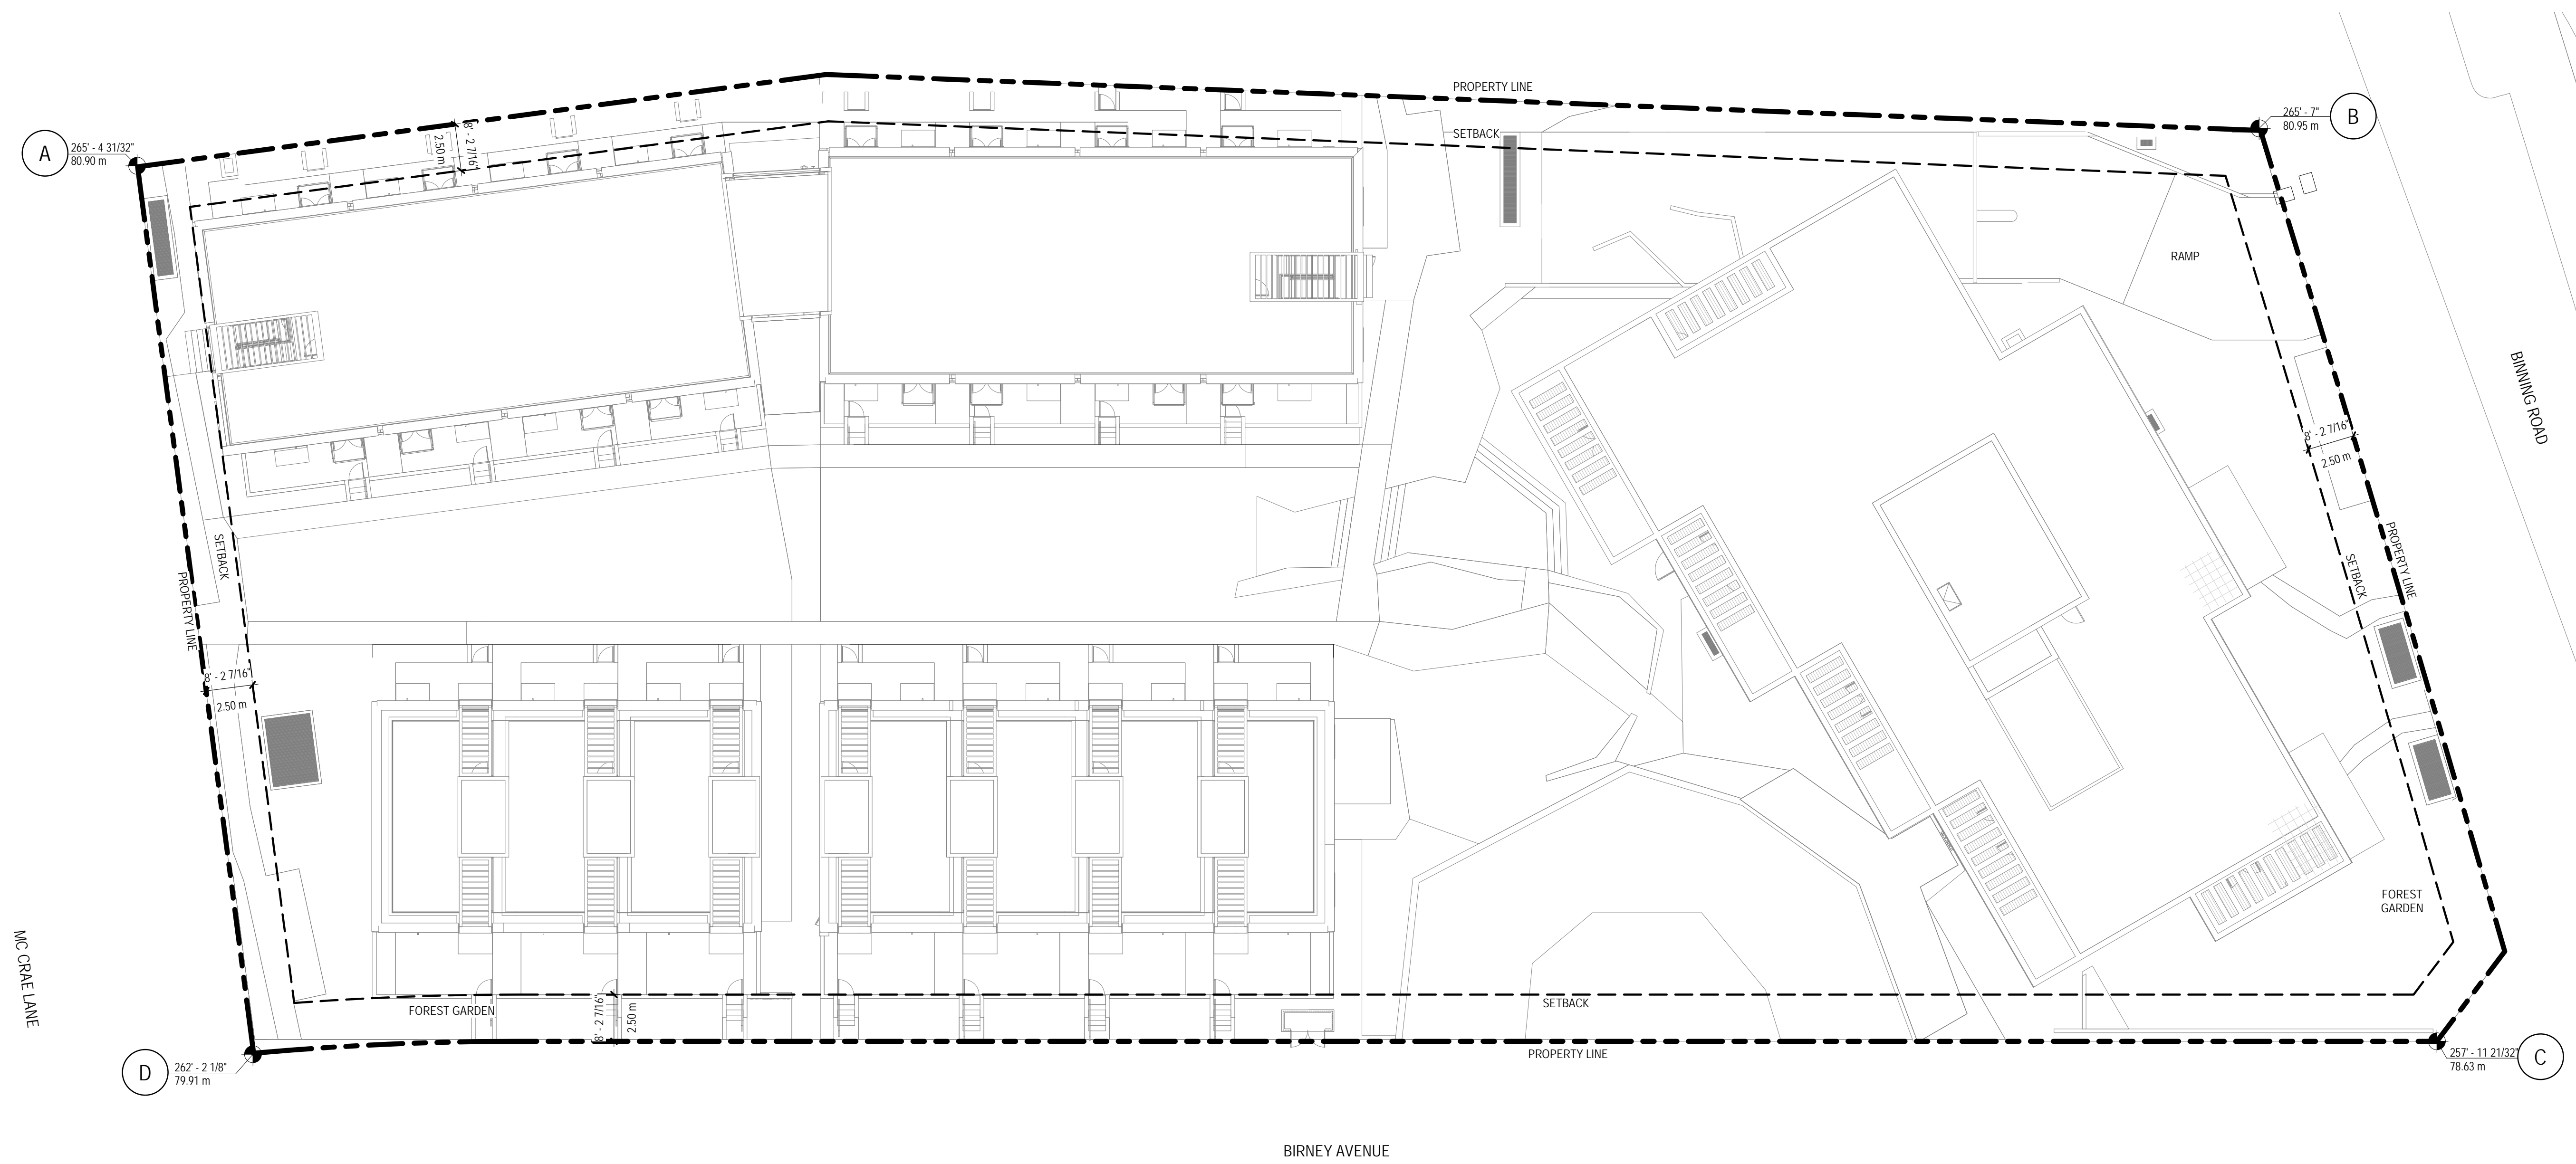 PROPERTY LINE
265' - 7"
80.95 m
B
8' - 2 7/16"
2.50 m
SETBACK
A
265' - 4 31/32"
80.90 m
RAMP
BINNING ROAD
8' - 2 7/16"
2.50 m
SETBACK
PROPERTY LINE
PROPERTY LINE
SETBACK
8' - 2 7/16"
2.50 m
FOREST
GARDEN
MC CRAE LANE
FOREST GARDEN
8' - 2 7/16"
2.50 m
SETBACK
PROPERTY LINE
D
262' - 2 1/8"
79.91 m
257' - 11 21/32"
78.63 m
C
BIRNEY AVENUE